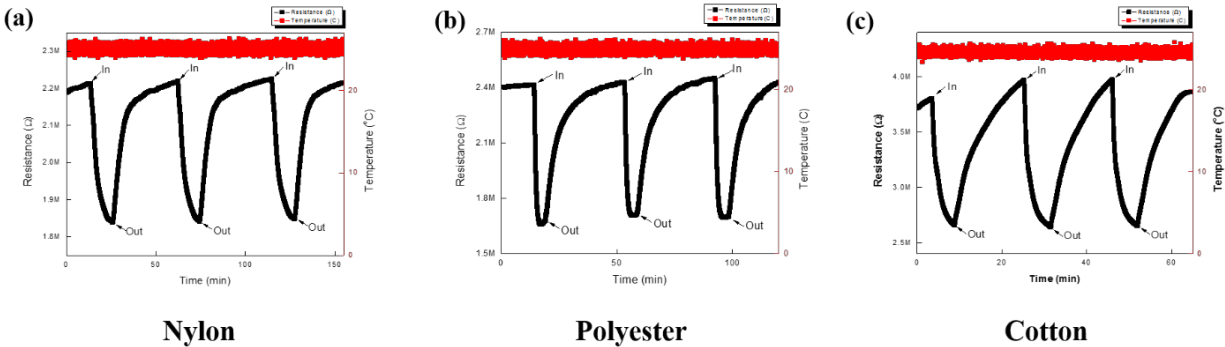 (a)
Resistance (Ω)
Temperature (C)
2.3M
2.2M
2.1M
2.0M
1.9M
1.8M
Resistance (Ω)
In
In
In
Out
Out
Out
20
10
0
Temperature (°C)
0
50
100
150
Time (min)
Nylon
(b)
Resistance (Ω)
Temperature (C)
2.7M
2.4M
2.1M
1.8M
1.5M
Resistance (Ω)
In
In
In
Out
Out
Out
20
10
0
Temperature (C)
0
50
100
Time (min)
Polyester
(c)
Resistance (Ω)
Temperature (C)
4.0M
3.5M
3.0M
2.5M
Resistance (Ω)
In
In
In
Out
Out
Out
20
10
0
Temperature (°C)
0
20
40
60
Time (min)
Cotton